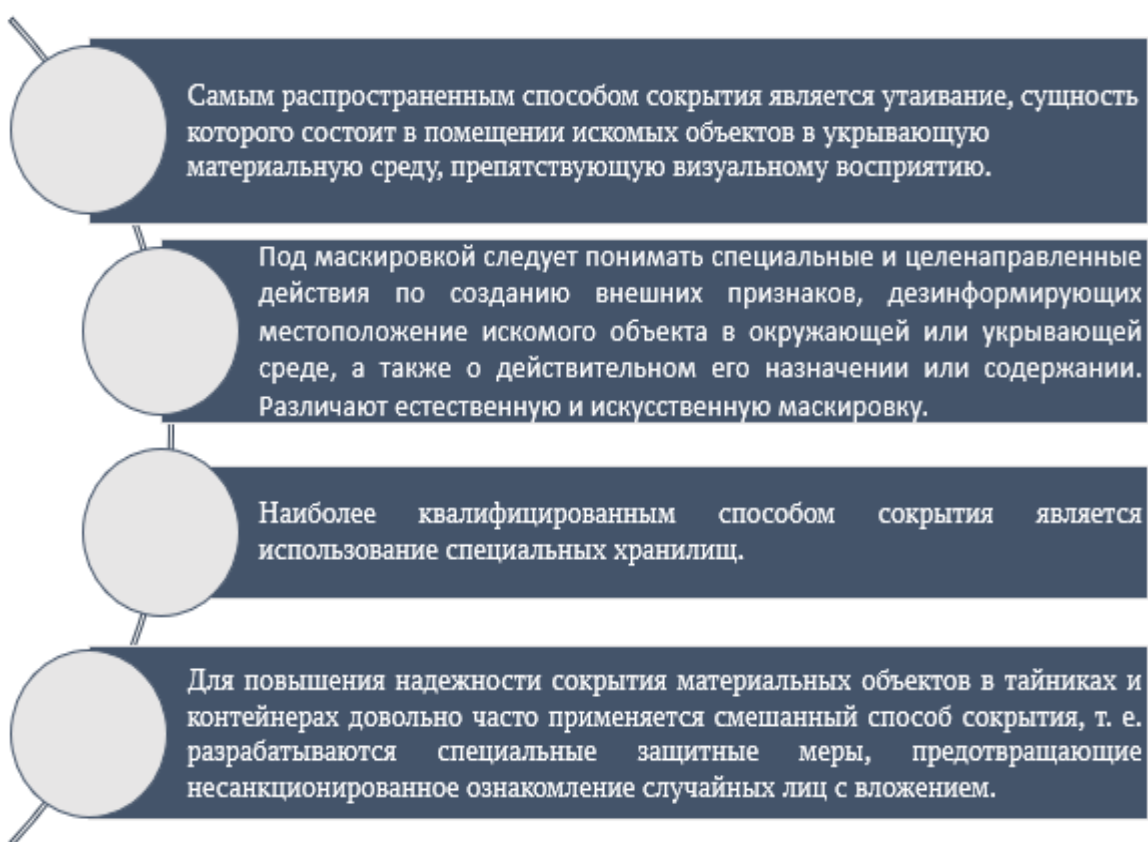 Самым распространенным способом сокрытия является утаивание, сущность
которого состоит в помещении искомых объектов в укрывающую
материальную среду, препятствующую визуальному восприятию.
Под маскировкой следует понимать специальные и целенаправленные
действия по созданию внешних признаков, дезинформирующих
местоположение искомого объекта в окружающей или укрывающей
среде, а также о действительном его назначении или содержании.
Различают естественную и искусственную маскировку.
Наиболее квалифицированным способом сокрытия является
использование специальных хранилищ.
Для повышения надежности сокрытия материальных объектов в тайниках и
контейнерах довольно часто применяется смешанный способ сокрытия, т. е.
разрабатываются специальные защитные меры, предотвращающие
несанкционированное ознакомление случайных лиц с вложением.